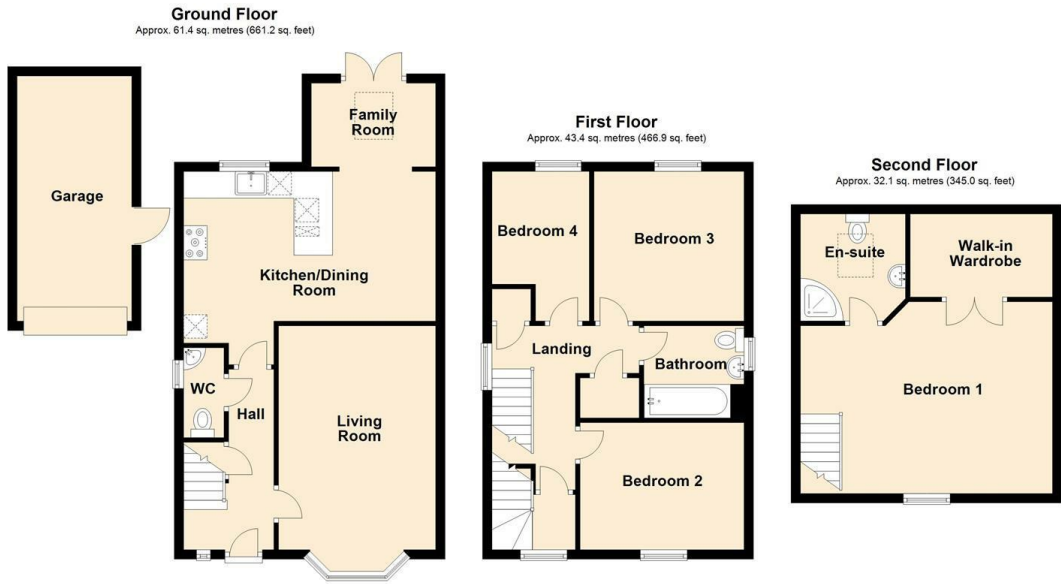 Ground Floor
Approx. 61.4 sq. metres (661.2 sq. feet)
Garage
Family
Room
Kitchen/Dining
Room
WC
Hall
Living
Room
First Floor
Approx. 43.4 sq. metres (466.9 sq. feet)
Bedroom 4
Bedroom 3
Landing
Bathroom
Bedroom 2
Second Floor
Approx. 32.1 sq. metres (345.0 sq. feet)
En-suite
Walk-in
Wardrobe
Bedroom 1